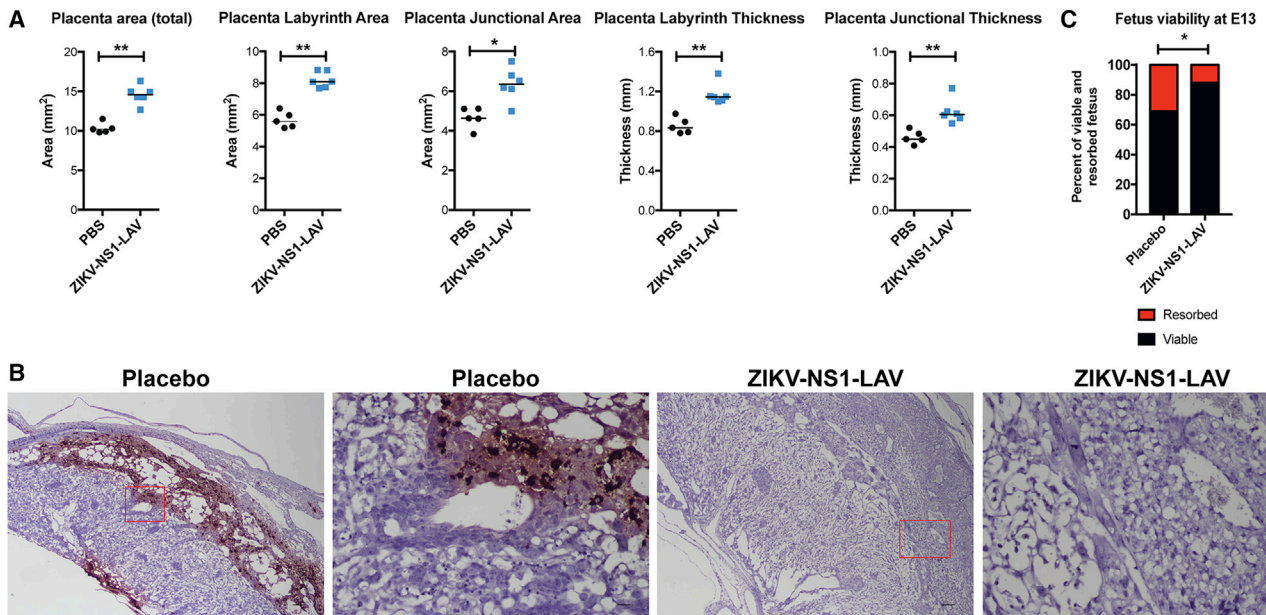 A
Placenta area (total)
Area (mm2)
20
15
10
5
0
**
PBS
ZIKV-NS1-LAV
Placenta Labyrinth Area
Area (mm2)
10
8
6
4
2
0
**
PBS
ZIKV-NS1-LAV
Placenta Junctional Area
Area (mm2)
8
6
4
2
0
*
PBS
ZIKV-NS1-LAV
Placenta Labyrinth Thickness
Thickness (mm)
1.6
1.2
0.8
0.4
0.0
**
PBS
ZIKV-NS1-LAV
Placenta Junctional Thickness
Thickness (mm)
1.0
0.8
0.6
0.4
0.2
0.0
**
PBS
ZIKV-NS1-LAV
C
Fetus viability at E13
Percent of viable and
resorbed fetsus
100
80
60
40
20
0
*
Placebo
ZIKV-NS1-LAV
Resorbed
Viable
B
Placebo
Placebo
ZIKV-NS1-LAV
ZIKV-NS1-LAV